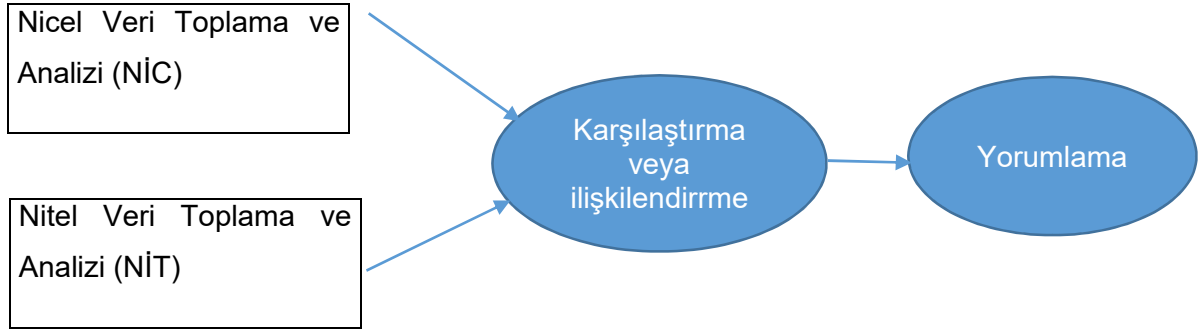 Nicel Veri Toplama ve
Analizi (NİC)
Karşılaştırma
veya
ilişkilendirrme
Yorumlama
Nitel Veri Toplama ve
Analizi (NİT)